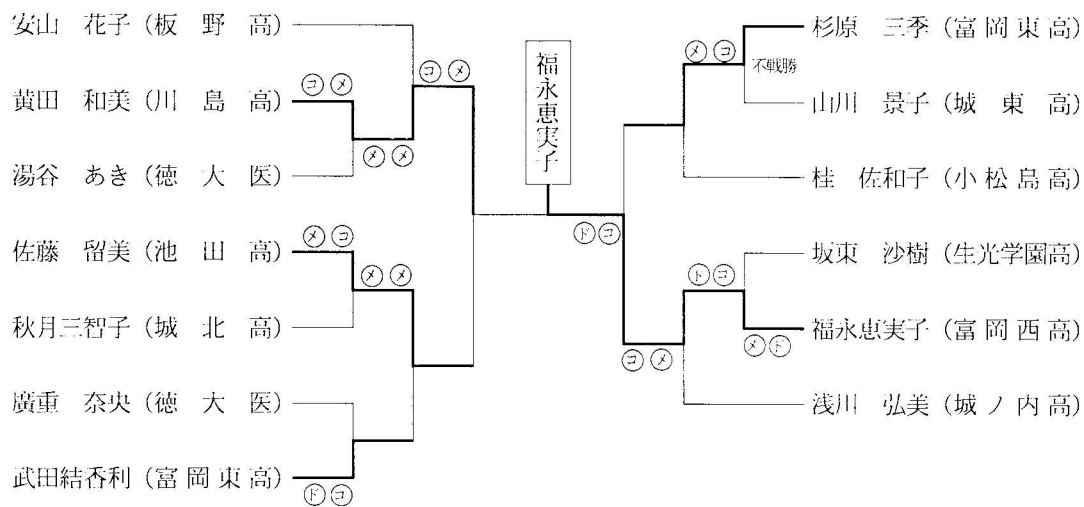 安山　花子（板　野　高）
コ メ
黄田　和美（川　島　高）
コ メ
メ メ
湯谷　あき（徳　大　医）
佐藤　留美（池　田　高）
メ コ
メ メ
秋月三智子（城　北　高）
廣重　奈央（徳　大　医）
武田結香利（富 岡 東 高）
ド コ
福永恵実子
ド コ
杉原　三季（富 岡 東 高）
メ コ
不戦勝
山川　景子（城　東　高）
桂　佐和子（小 松 島 高）
坂東　沙樹（生光学園高）
ド コ
福永恵実子（富 岡 西 高）
メ ド
コ メ
浅川　弘美（城 ノ 内 高）